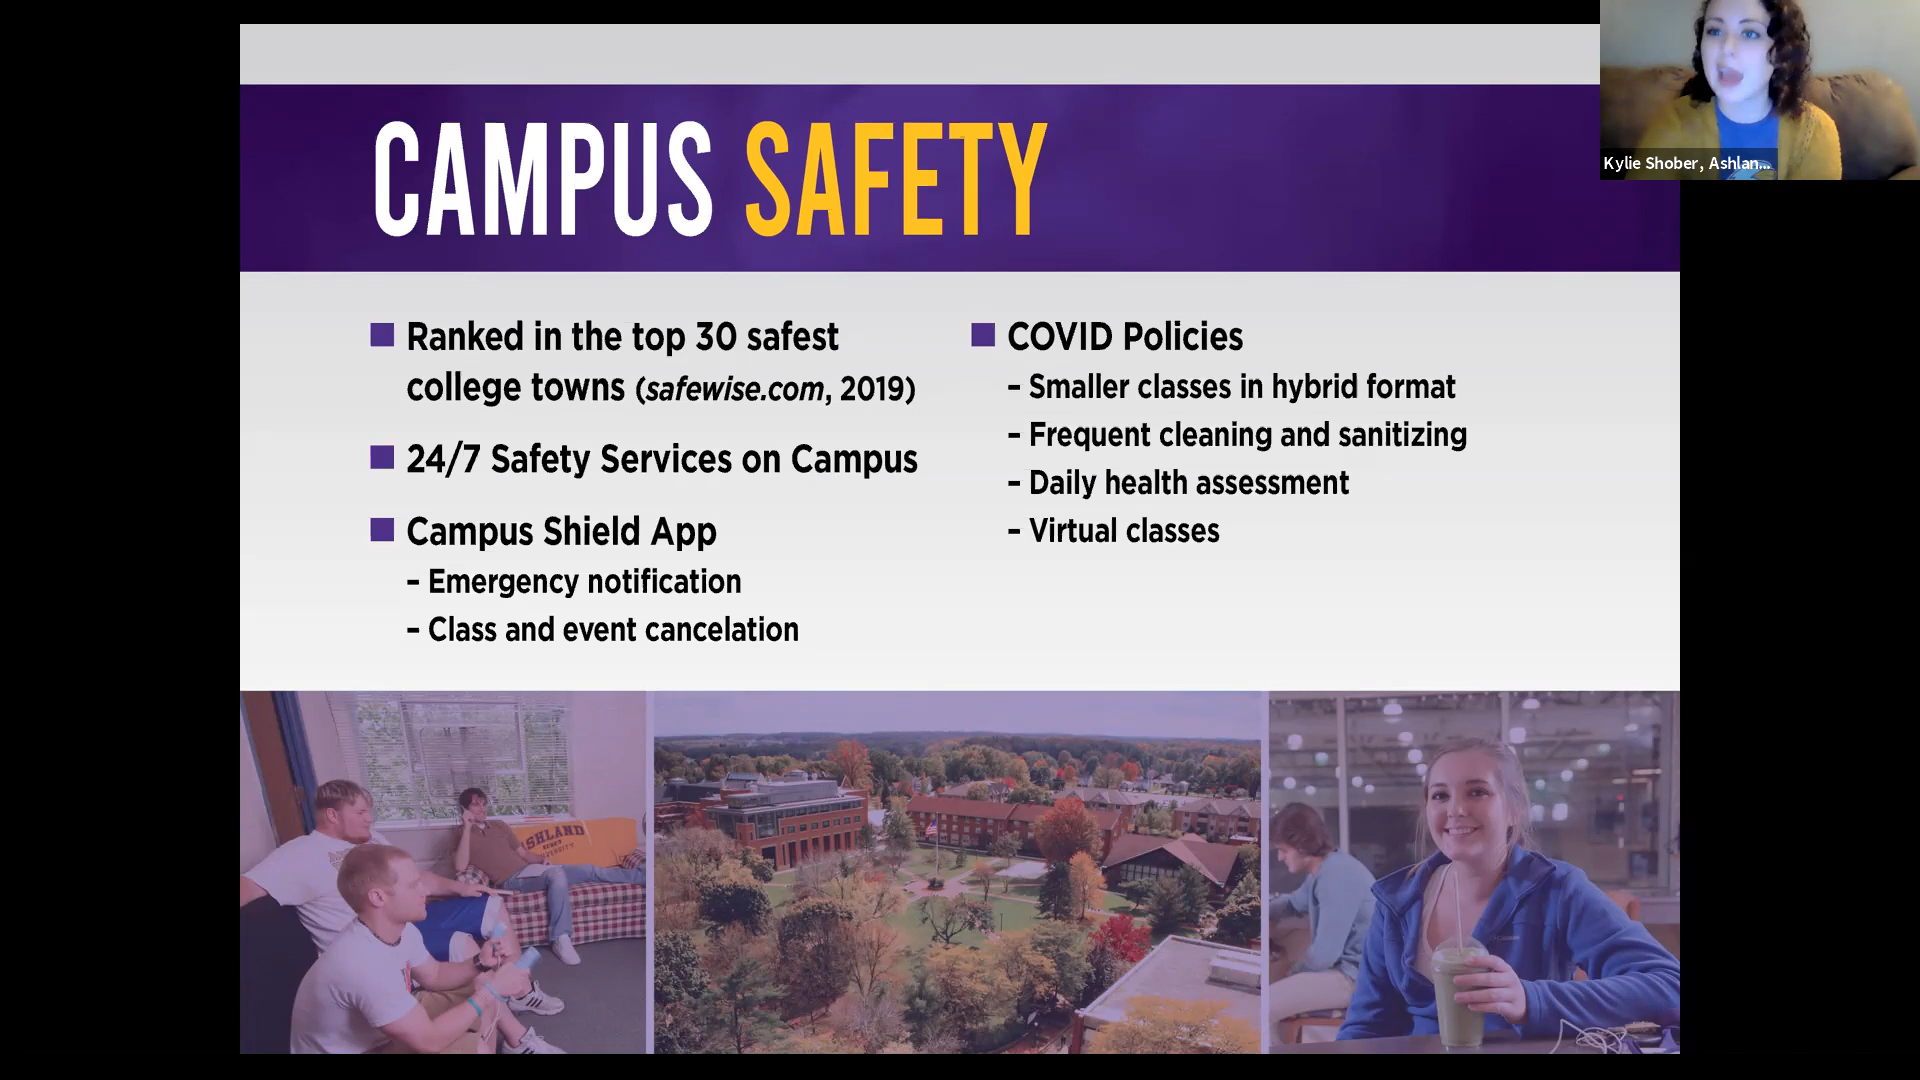 CAMPUS SAFETY
Kylie Shober, Ashlan...
Ranked in the top 30 safest
college towns (safewise.com, 2019)
24/7 Safety Services on Campus
Campus Shield App
– Emergency notification
– Class and event cancelation
COVID Policies
– Smaller classes in hybrid format
– Frequent cleaning and sanitizing
– Daily health assessment
– Virtual classes
ASHLAND
UNIVERSITY